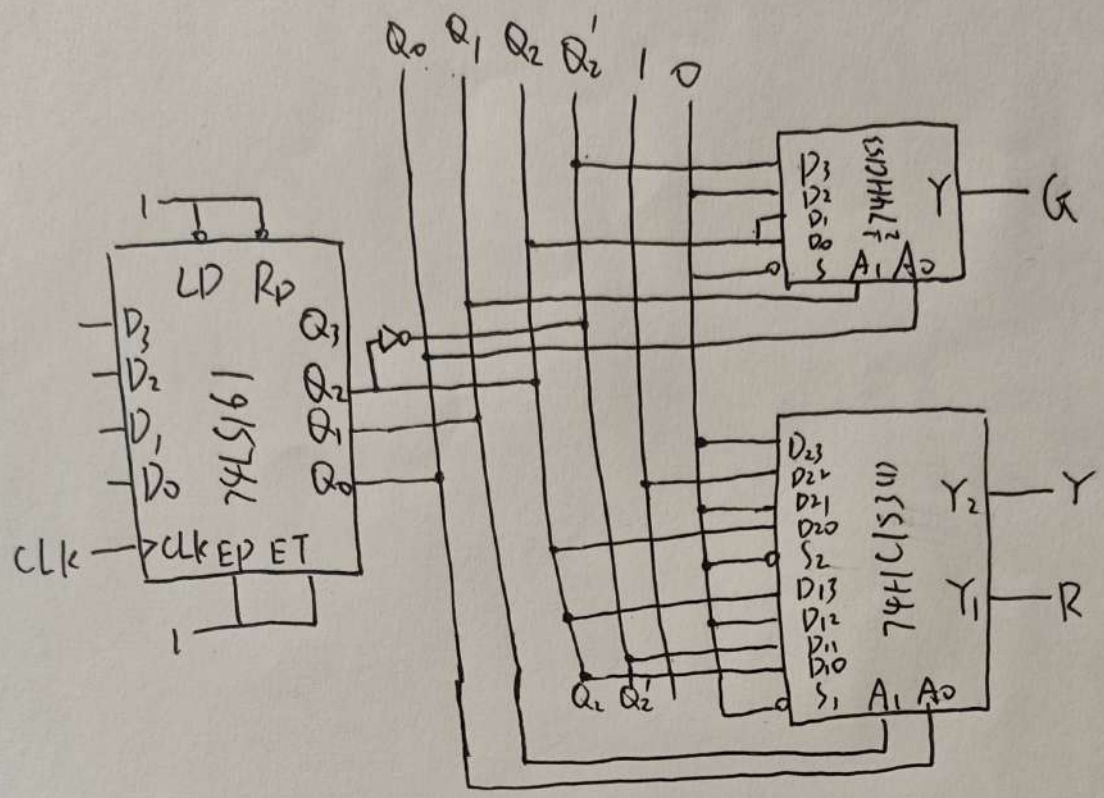 Q0 Q1 Q2 Q2' 1 0
1
LD RD
D3
D2
D1
D0
74LS161
Q3
Q2
Q1
Q0
CLK
CLK EP ET
1
D3
D2
D1
D0
S A1 A0
Y
G
D23
D22
D21
D20
S2
D13
D12
D11
D10
S1 A1 A0
74HC153(1)
Y2
Y1
Y
R
Q2 Q2'